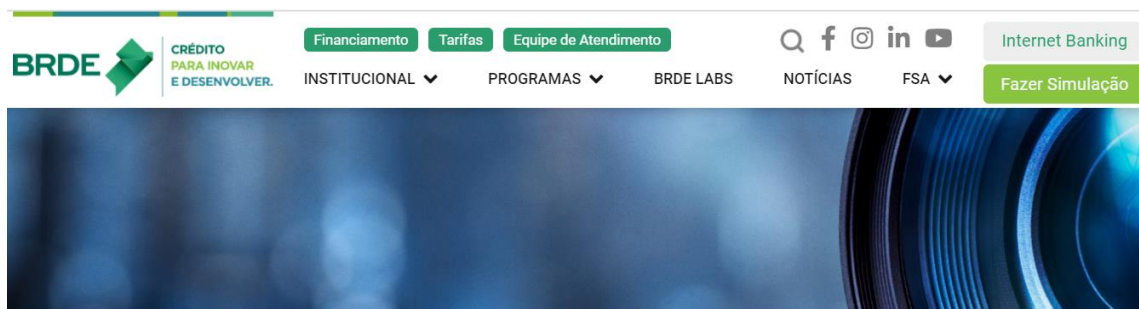 BRDE
CRÉDITO
PARA INOVAR
E DESENVOLVER.
Financiamento Tarifas Equipe de Atendimento
Internet Banking
INSTITUCIONAL PROGRAMAS BRDE LABS NOTÍCIAS FSA
Fazer Simulação